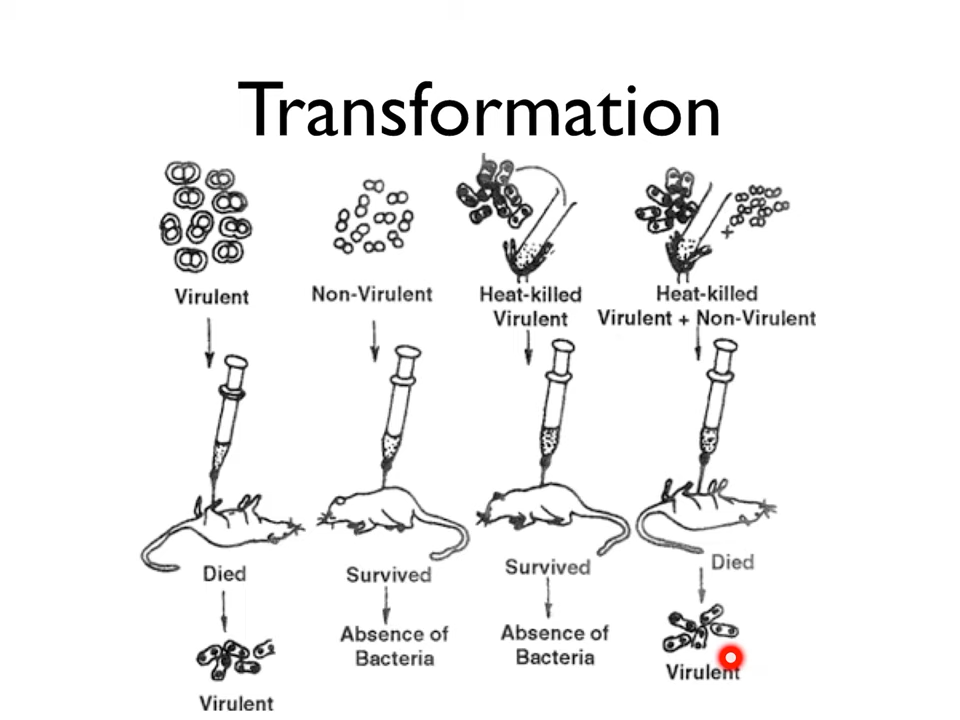 Transformation
Virulent
Non-Virulent
Heat-killed
Virulent
Heat-killed
Virulent + Non-Virulent
+
Died
Survived
Survived
Died
Virulent
Absence of
Bacteria
Absence of
Bacteria
Virulent